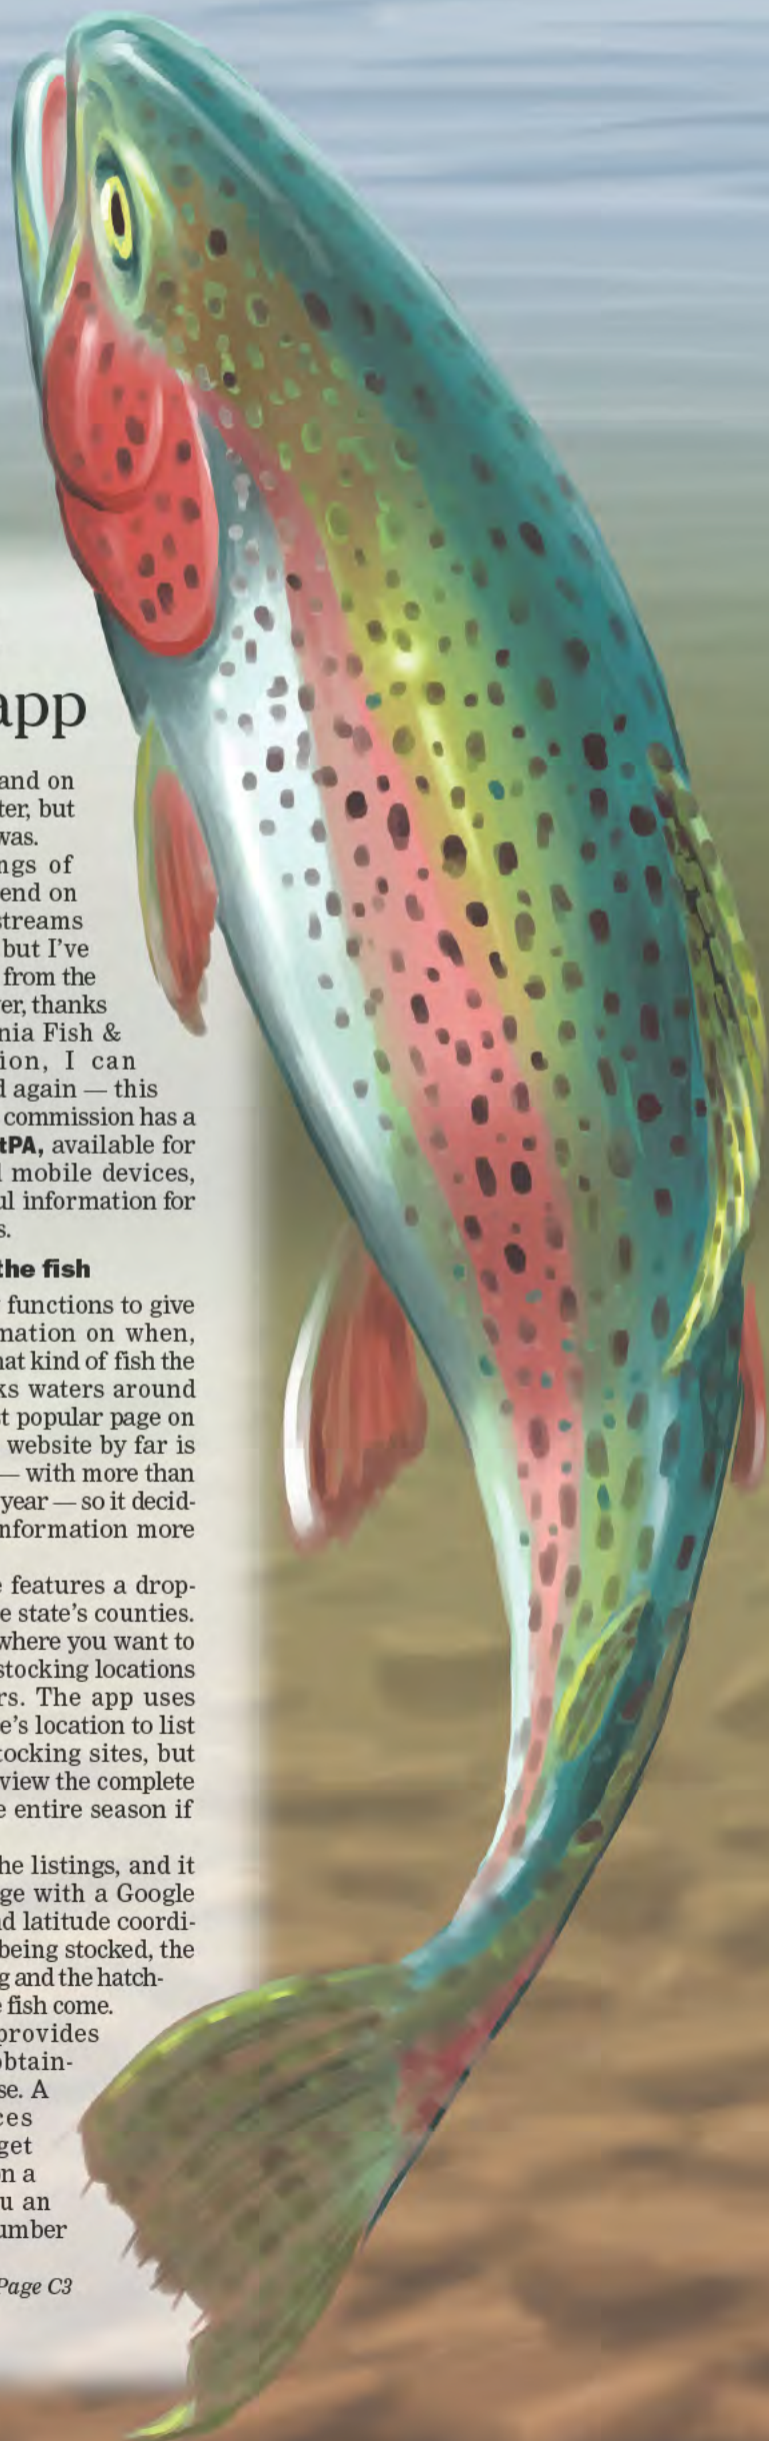 app
and on
ter, but
was.
ngs of
end on
streams
but I've
from the
er, thanks
nia Fish &
ion, I can
d again — this
commission has a
tPA, available for
d mobile devices,
ul information for
s.
the fish
functions to give
mation on when,
hat kind of fish the
ks waters around
st popular page on
website by far is
— with more than
year — so it decid-
nformation more
e features a drop-
e state's counties.
where you want to
stocking locations
rs. The app uses
e's location to list
tocking sites, but
view the complete
e entire season if
he listings, and it
ge with a Google
nd latitude coordi-
being stocked, the
g and the hatch-
e fish come.
provides
obtain-
se. A
ces
get
n a
u an
umber
Page C3